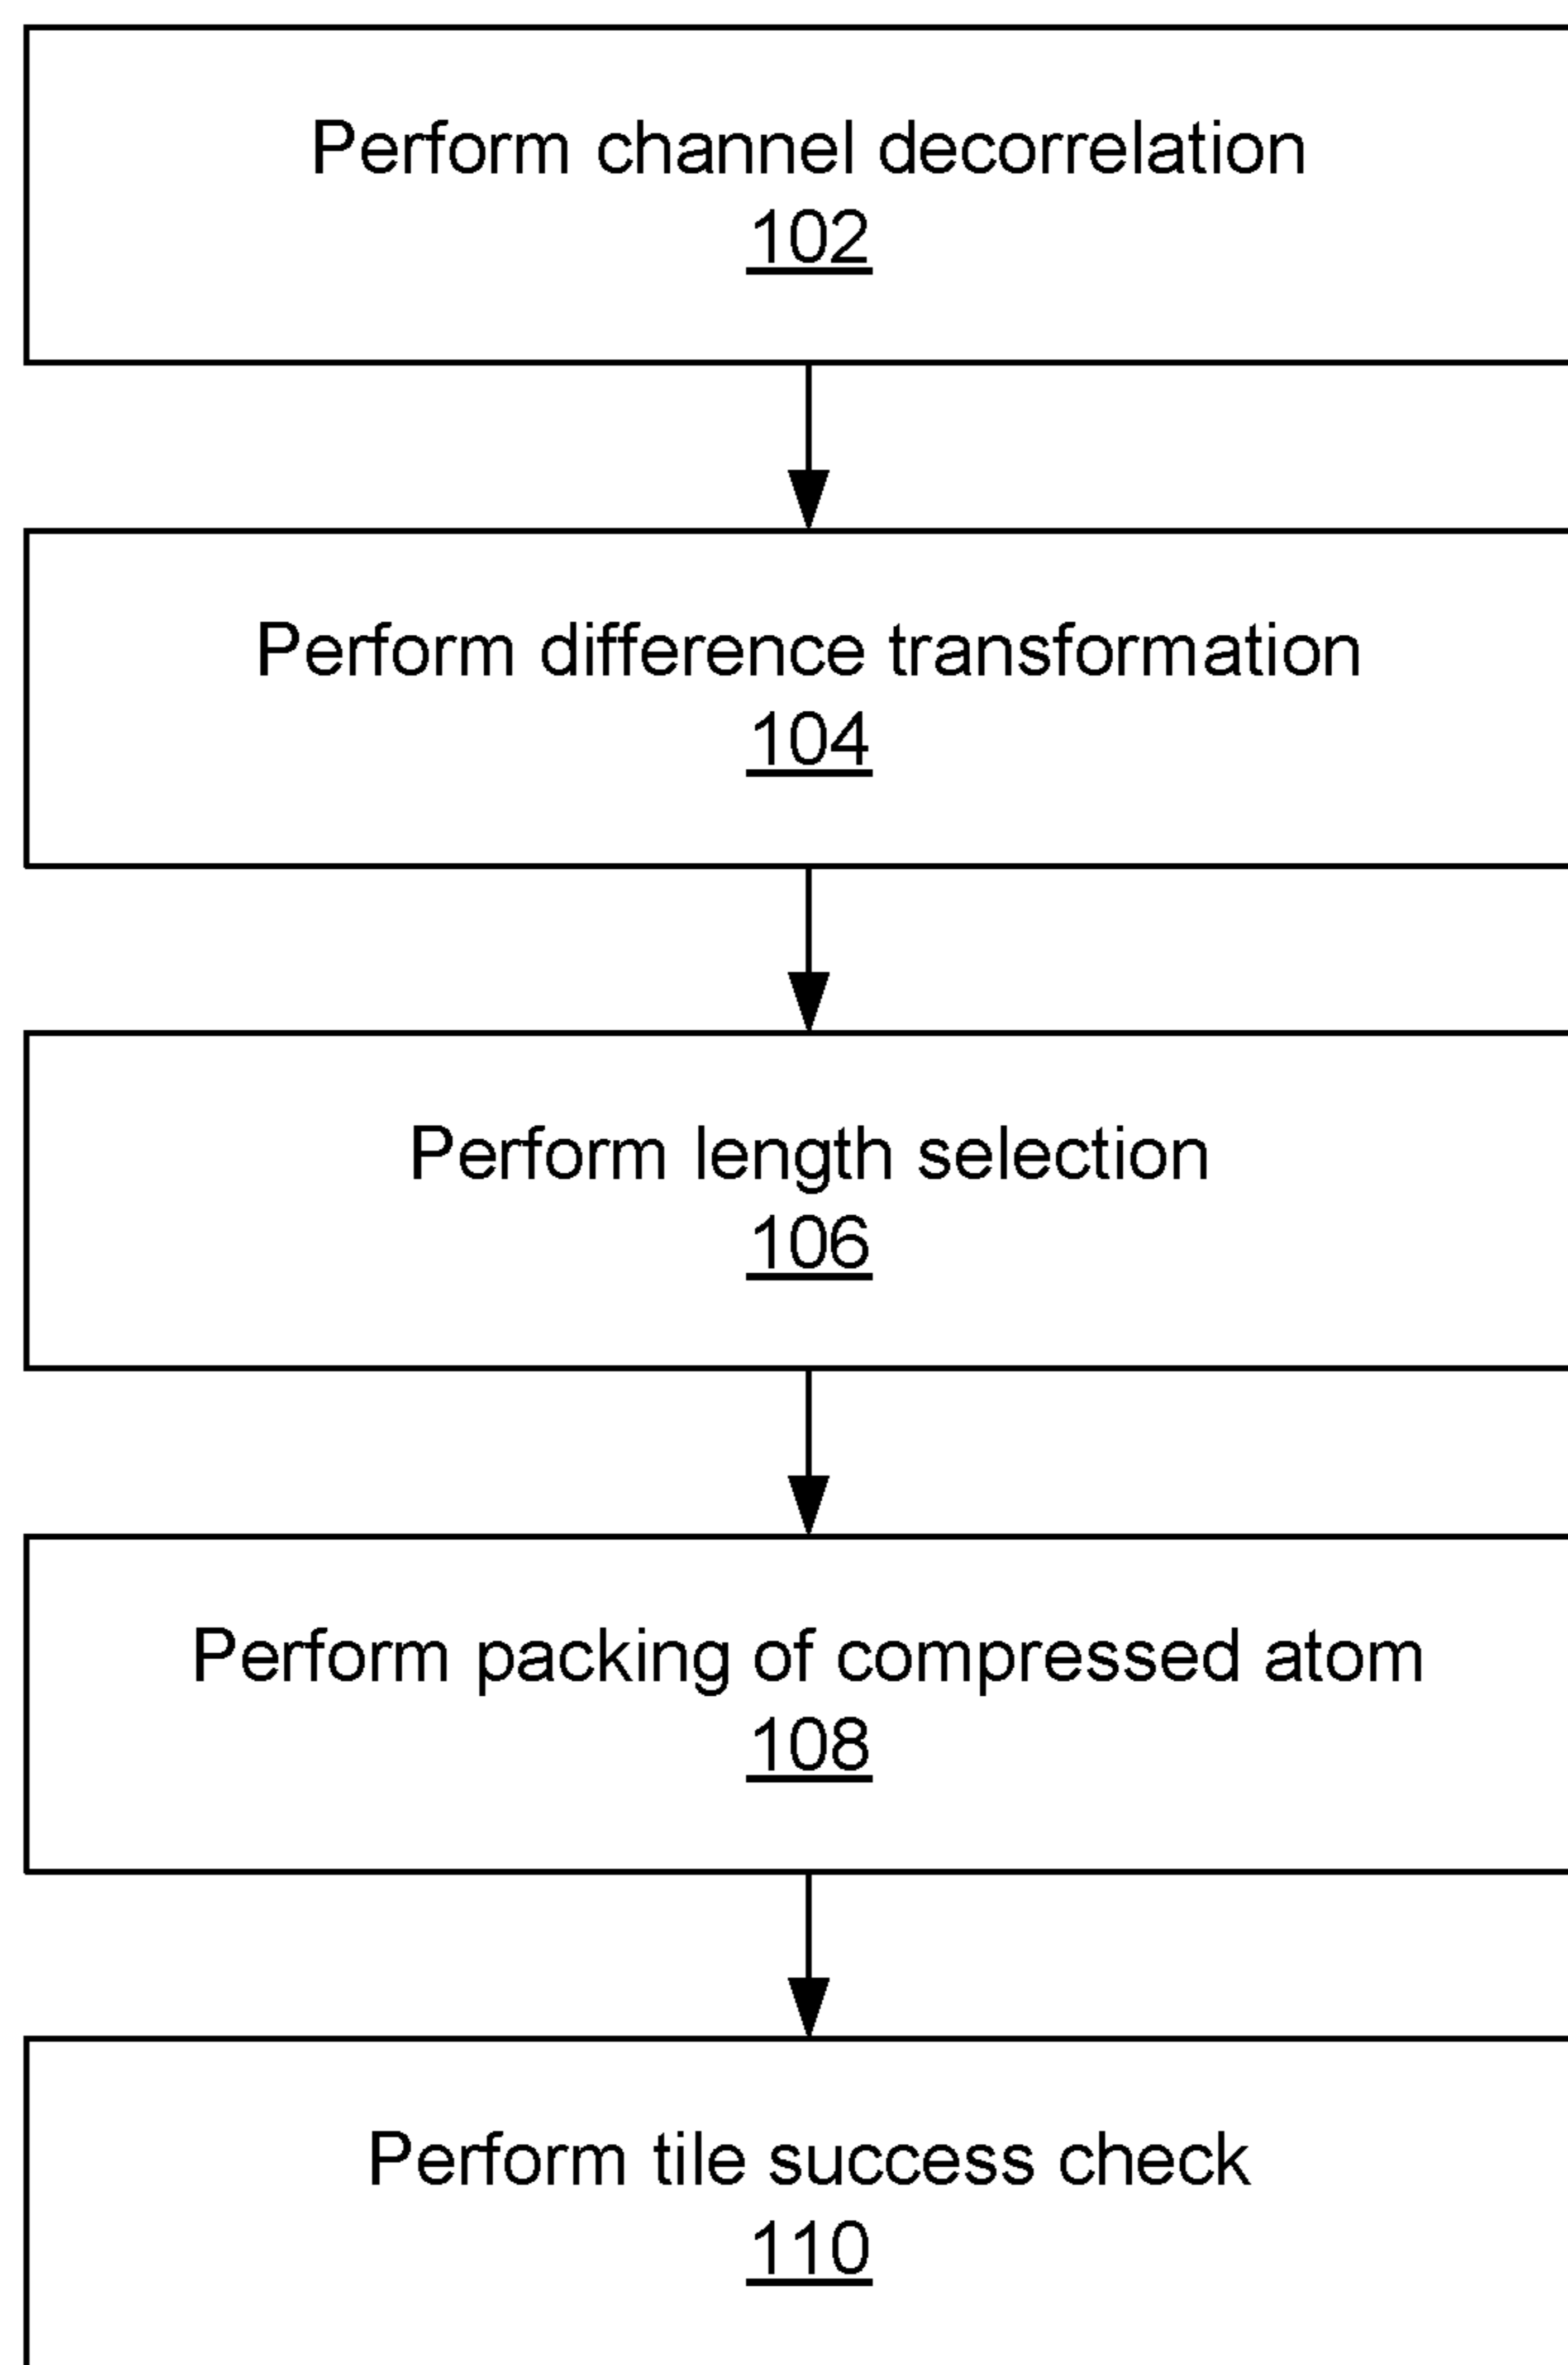 Perform channel decorrelation
102
Perform difference transformation
104
Perform length selection
106
Perform packing of compressed atom
108
Perform tile success check
110